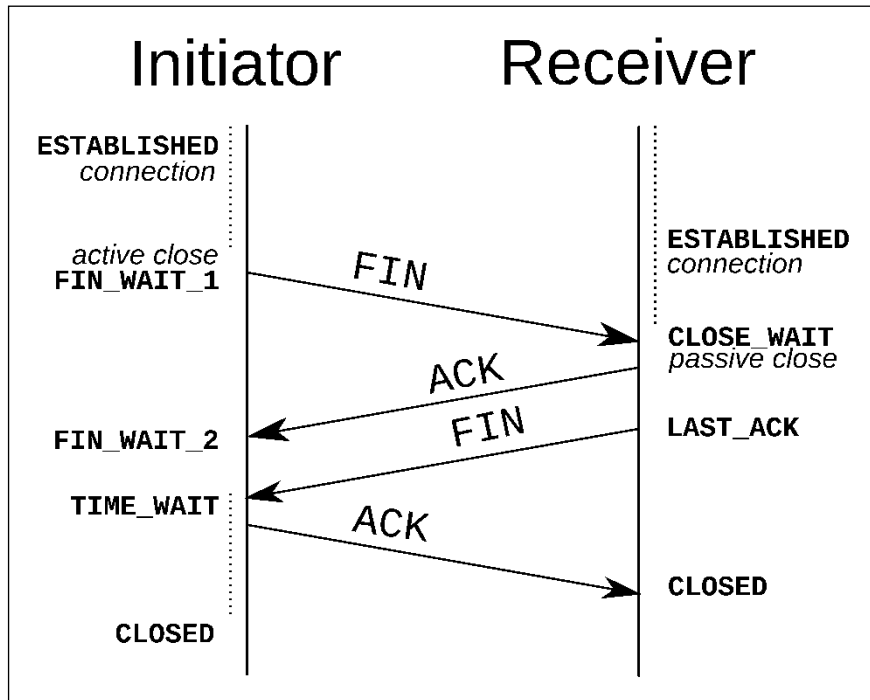 Initiator
Receiver
ESTABLISHED
connection
active close
FIN_WAIT_1
FIN
ESTABLISHED
connection
CLOSE_WAIT
passive close
ACK
FIN_WAIT_2
FIN
LAST_ACK
TIME_WAIT
ACK
CLOSED
CLOSED